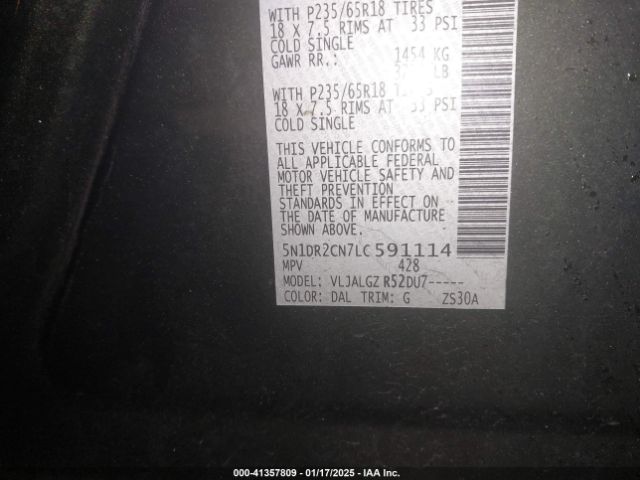 WITH P235/65R18 TIRES
18 X 7.5 RIMS AT 33 PSI
COLD SINGLE
GAWR RR.: 1454 KG
LB
WITH P235/65R18
18 X 7.5 RIMS AT 33 PSI
COLD SINGLE
THIS VEHICLE CONFORMS TO
ALL APPLICABLE FEDERAL
MOTOR VEHICLE SAFETY AND
THEFT PREVENTION
STANDARDS IN EFFECT ON
THE DATE OF MANUFACTURE
SHOWN ABOVE.
5N1DR2CN7LC591114
MPV 428
MODEL: VLJALGZ R52DU7-----
COLOR: DAL TRIM: G ZS30A
000-41357809 - 01/17/2025 - IAA Inc.